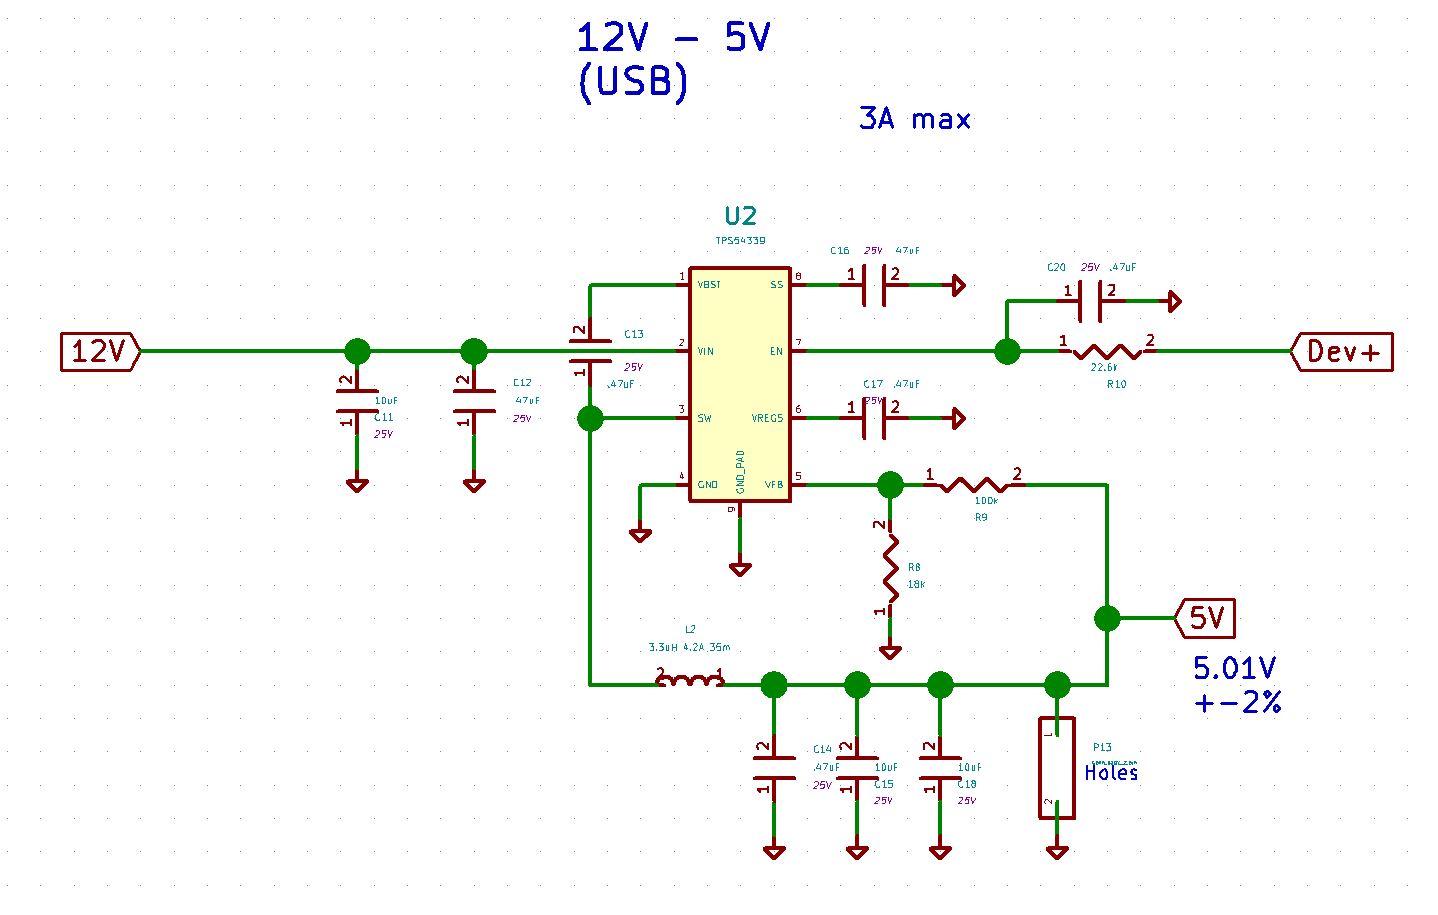 12V - 5V
(USB)
3A max
U2
TPS54339
C16 25V .47uF
C20 25V .47uF
1 VBST SS 8
1 2
1 2
12V
2
C13
25V
.47uF
1
2 VIN EN 7
1 2
22.6k
R10
Dev+
2
10uF
C11
25V
1
2
C12
.47uF
25V
1
3 SW VREGS 6
C17 .47uF
25V
1 2
4 GND GND_PAD VFB 5
9
1 2
100k
R9
2
R8
18k
1
5V
5.01V
+-2%
L2
3.3uH 4.2A 35m
2 1
2
C14
.47uF
25V
1
2
10uF
C15
25V
1
2
10uF
C18
25V
1
1
P13
Holes
2